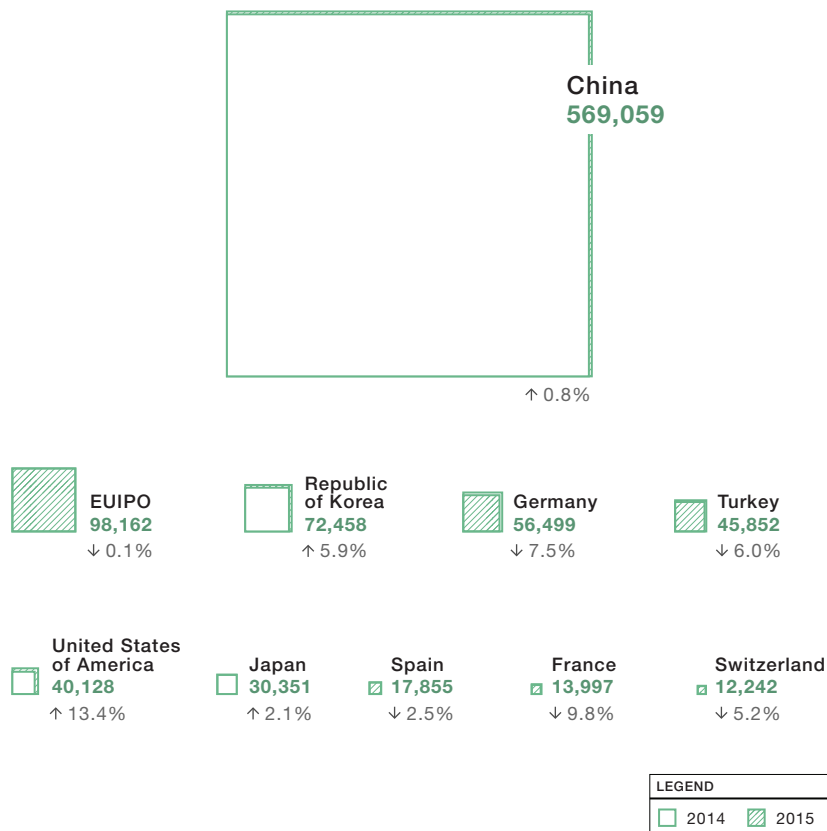 China
569,059
↑ 0.8%
EUIPO
98,162
↓ 0.1%
Republic
of Korea
72,458
↑ 5.9%
Germany
56,499
↓ 7.5%
Turkey
45,852
↓ 6.0%
United States
of America
40,128
↑ 13.4%
Japan
30,351
↑ 2.1%
Spain
17,855
↓ 2.5%
France
13,997
↓ 9.8%
Switzerland
12,242
↓ 5.2%
LEGEND
2014 2015